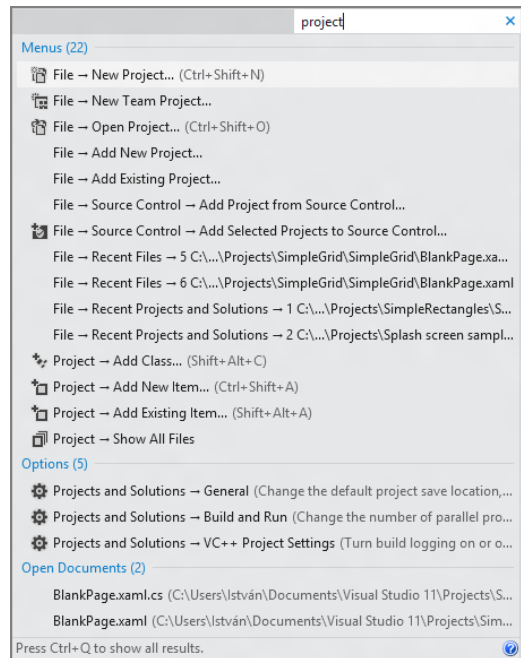 project
Menus (22)
File → New Project... (Ctrl+Shift+N)
File → New Team Project...
File → Open Project... (Ctrl+Shift+O)
File → Add New Project...
File → Add Existing Project...
File → Source Control → Add Project from Source Control...
File → Source Control → Add Selected Projects to Source Control...
File → Recent Files → 5 C:\...\Projects\SimpleGrid\SimpleGrid\BlankPage.xa...
File → Recent Files → 6 C:\...\Projects\SimpleGrid\SimpleGrid\BlankPage.xaml
File → Recent Projects and Solutions → 1 C:\...\Projects\SimpleRectangles\S...
File → Recent Projects and Solutions → 2 C:\...\Projects\Splash screen sampl...
Project → Add Class... (Shift+Alt+C)
Project → Add New Item... (Ctrl+Shift+A)
Project → Add Existing Item... (Shift+Alt+A)
Project → Show All Files
Options (5)
Projects and Solutions → General (Change the default project save location,...
Projects and Solutions → Build and Run (Change the number of parallel pro...
Projects and Solutions → VC++ Project Settings (Turn build logging on or o...
Open Documents (2)
BlankPage.xaml.cs (C:\Users\István\Documents\Visual Studio 11\Projects\S...
BlankPage.xaml (C:\Users\István\Documents\Visual Studio 11\Projects\Sim...
Press Ctrl+Q to show all results.